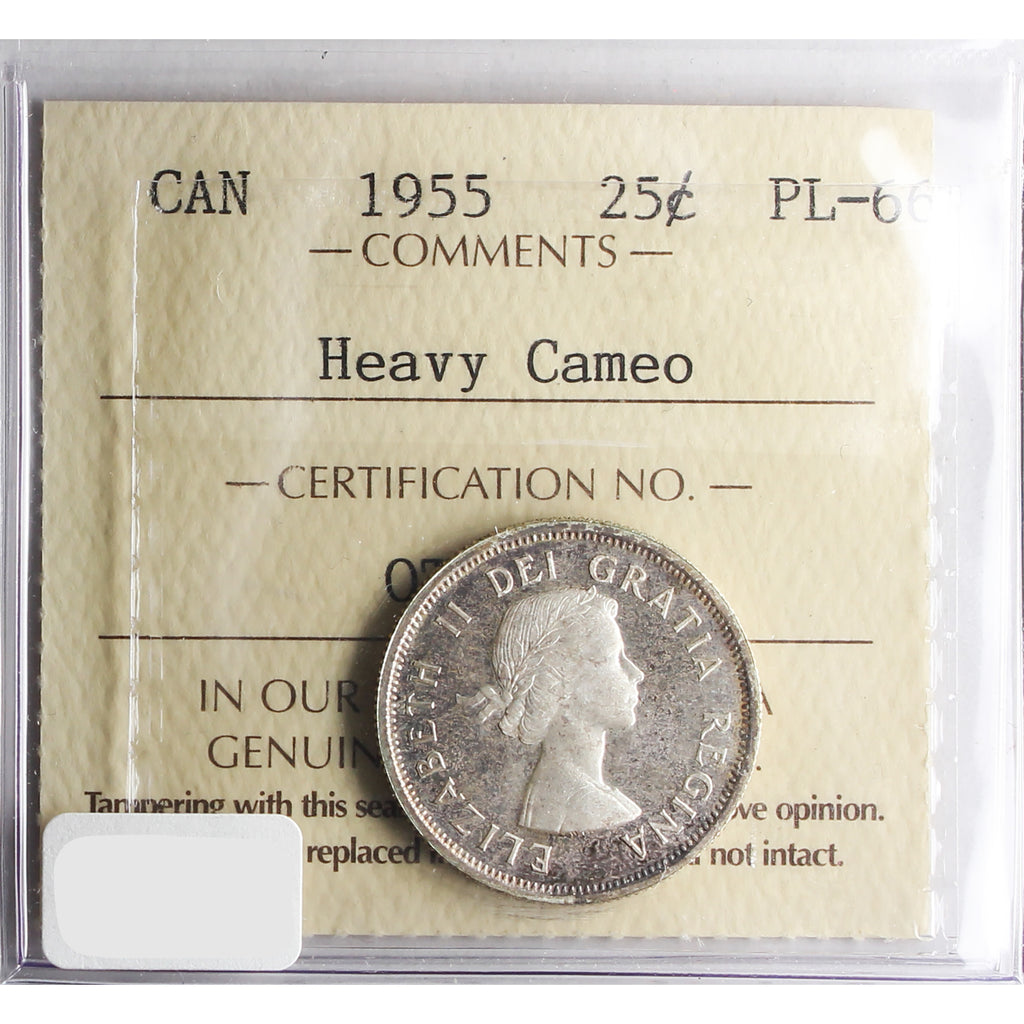 CAN 1955 25¢ PL-66
— COMMENTS —
Heavy Cameo
— CERTIFICATION NO. —
IN OUR
GENUIN
Tampering with this sea ove opinion.
replaced not intact.
ELIZABETH II DEI GRATIA REGINA